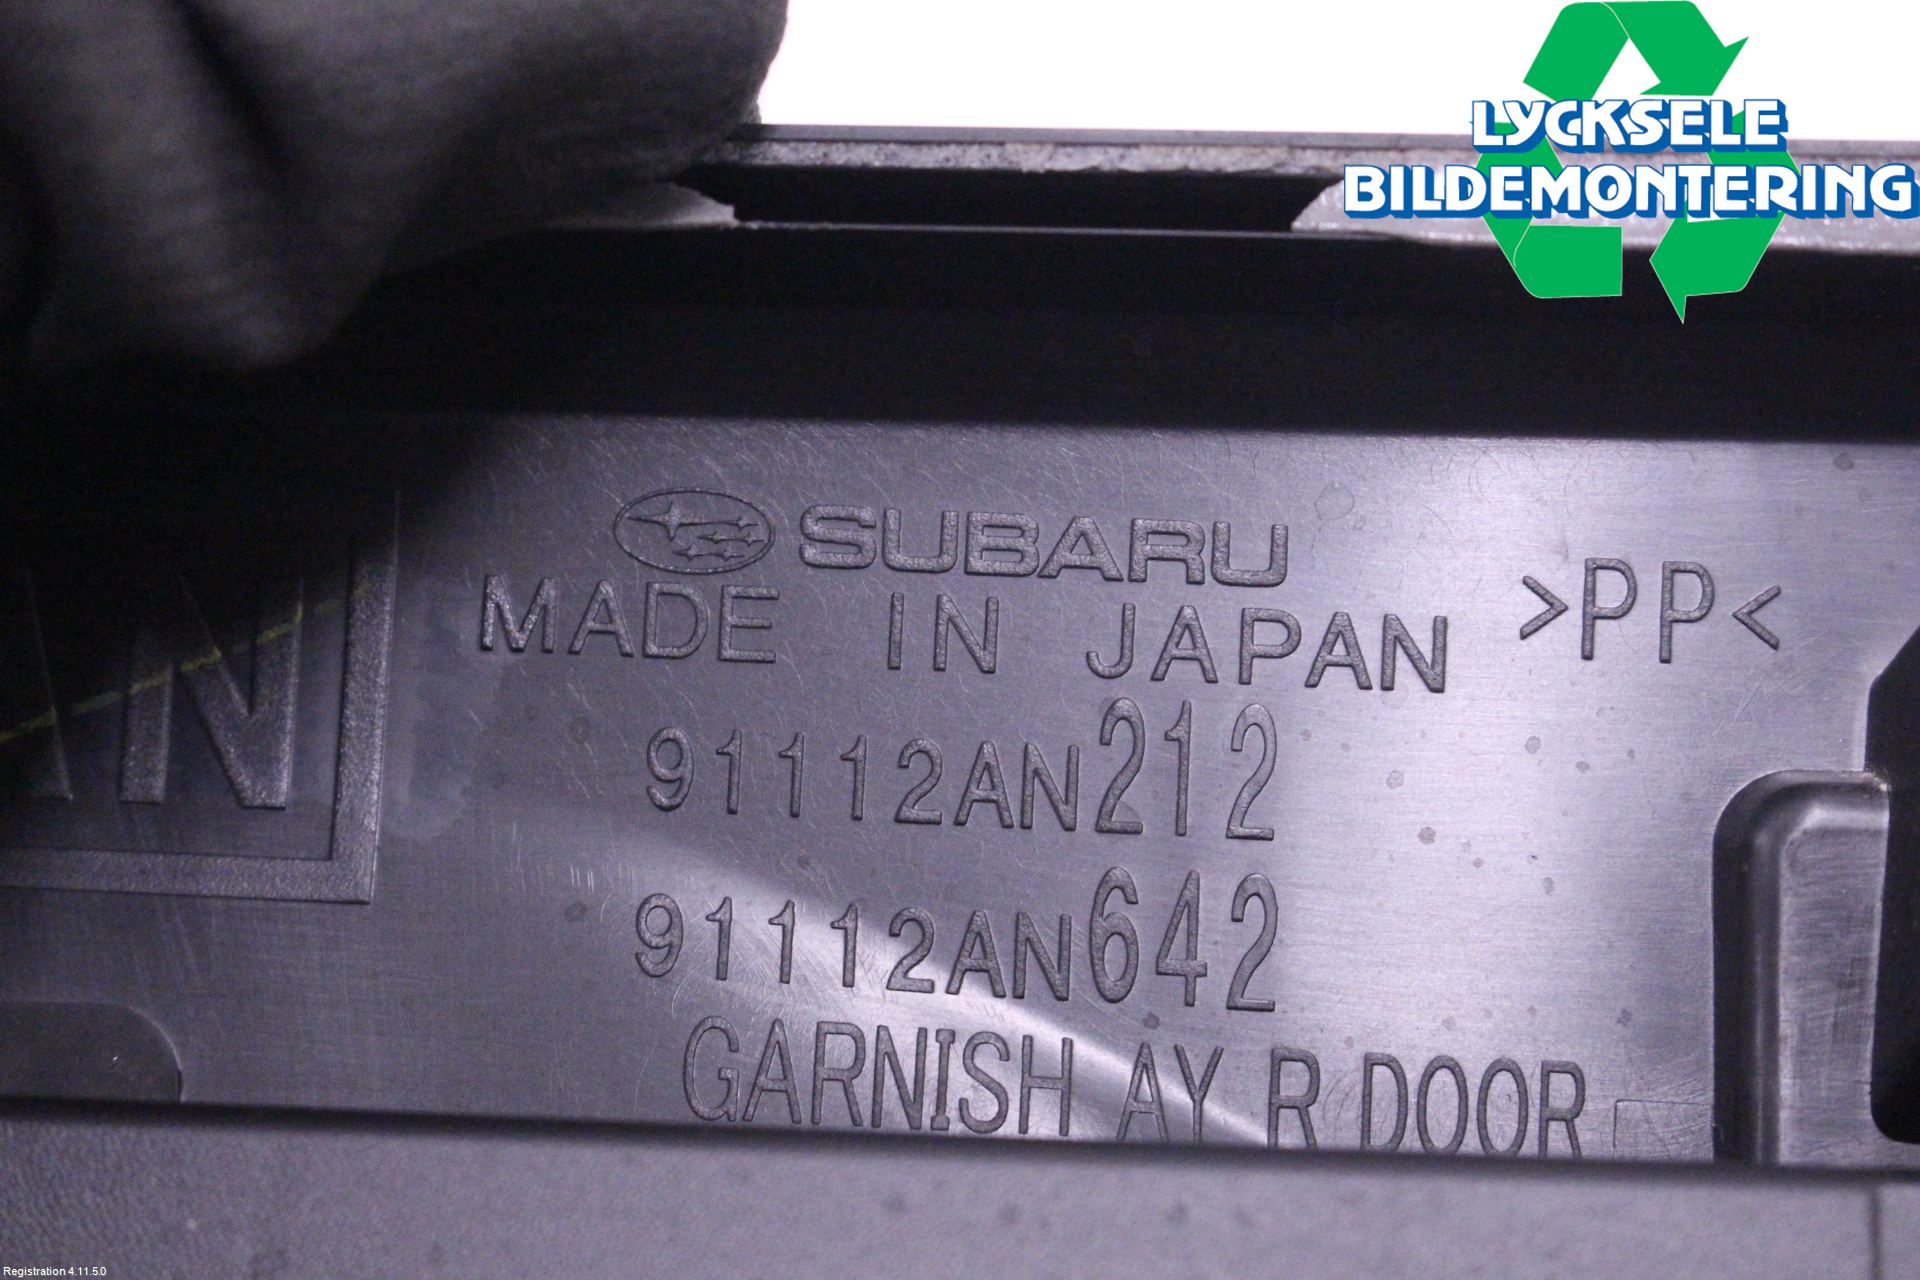 LYCKSELE
BILDEMONTERING
SUBARU
MADE IN JAPAN
>PP<
91112AN212
91112AN642
GARNISH AY R DOOR
Registration 4.11.5.0